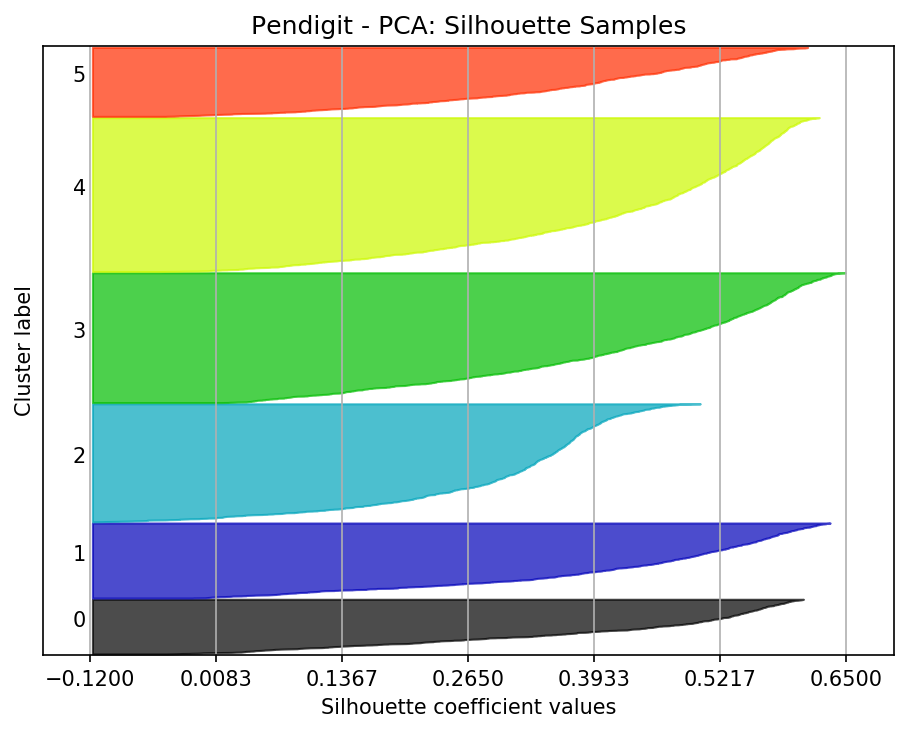 Pendigit - PCA: Silhouette Samples
5
4
3
2
1
0
Cluster label
−0.1200 0.0083 0.1367 0.2650 0.3933 0.5217 0.6500
Silhouette coefficient values